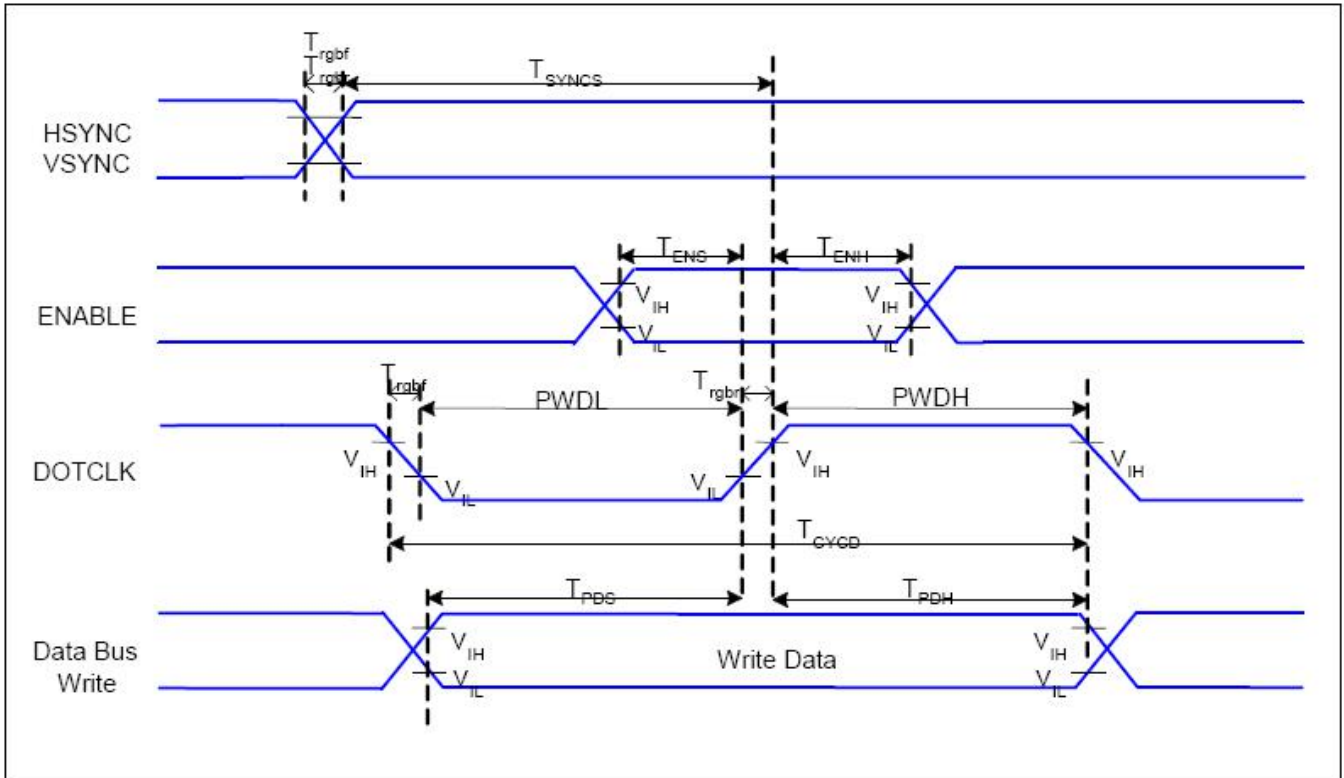 Trgbf
Trgbr
TSYNCS
HSYNC
VSYNC
TENS
TENH
VIH
VIH
ENABLE
VIL
VIL
Trgbf
Trgbr
PWDL
PWDH
DOTCLK
VIH
VIL
VIL
VIH
VIH
TCYCD
TPDS
TPDH
Data Bus
Write
VIH
VIL
Write Data
VIH
VIL